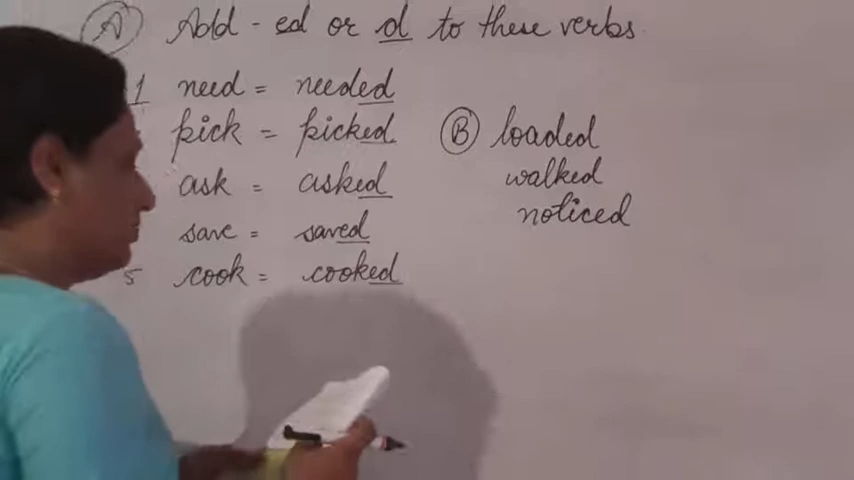 A Add - ed or d to these verbs.
1 need = needed
pick = picked
ask = asked
save = saved
5 cook = cooked
B loaded
walked
noticed